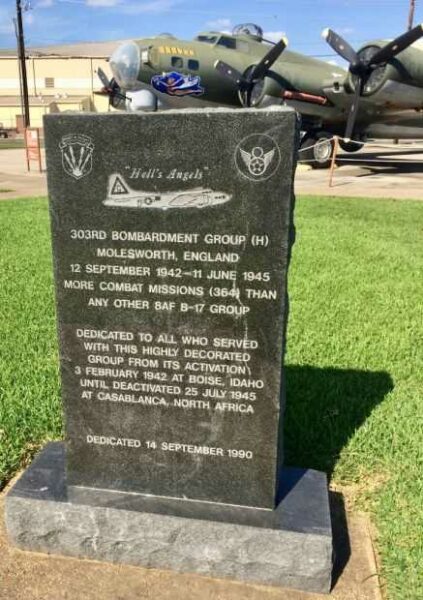 "Hell's Angels"
303RD BOMBARDMENT GROUP (H)
MOLESWORTH, ENGLAND
12 SEPTEMBER 1942–11 JUNE 1945
MORE COMBAT MISSIONS (364) THAN
ANY OTHER 8AF B-17 GROUP
DEDICATED TO ALL WHO SERVED
WITH THIS HIGHLY DECORATED
GROUP FROM ITS ACTIVATION
3 FEBRUARY 1942 AT BOISE, IDAHO
UNTIL DEACTIVATED 25 JULY 1945
AT CASABLANCA, NORTH AFRICA
DEDICATED 14 SEPTEMBER 1990